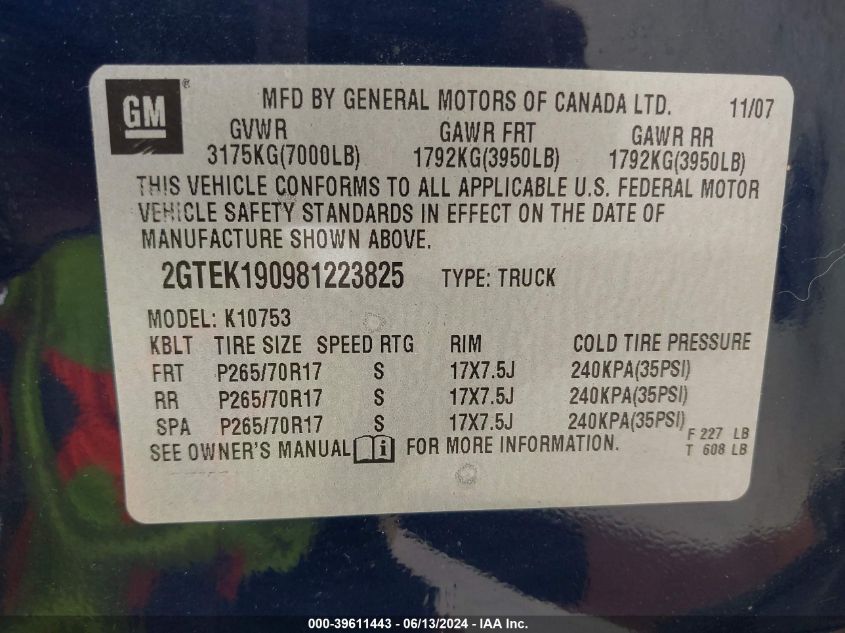 GM ® MFD BY GENERAL MOTORS OF CANADA LTD. 11/07
GVWR GAWR FRT GAWR RR
3175KG(7000LB) 1792KG(3950LB) 1792KG(3950LB)
THIS VEHICLE CONFORMS TO ALL APPLICABLE U.S. FEDERAL MOTOR
VEHICLE SAFETY STANDARDS IN EFFECT ON THE DATE OF
MANUFACTURE SHOWN ABOVE.
2GTEK190981223825 TYPE: TRUCK
MODEL: K10753
KBLT TIRE SIZE SPEED RTG RIM COLD TIRE PRESSURE
FRT P265/70R17 S 17X7.5J 240KPA(35PSI)
RR P265/70R17 S 17X7.5J 240KPA(35PSI)
SPA P265/70R17 S 17X7.5J 240KPA(35PSI)
F 227 LB
SEE OWNER'S MANUAL i FOR MORE INFORMATION. T 608 LB
000-39611443 - 06/13/2024 - IAA Inc.